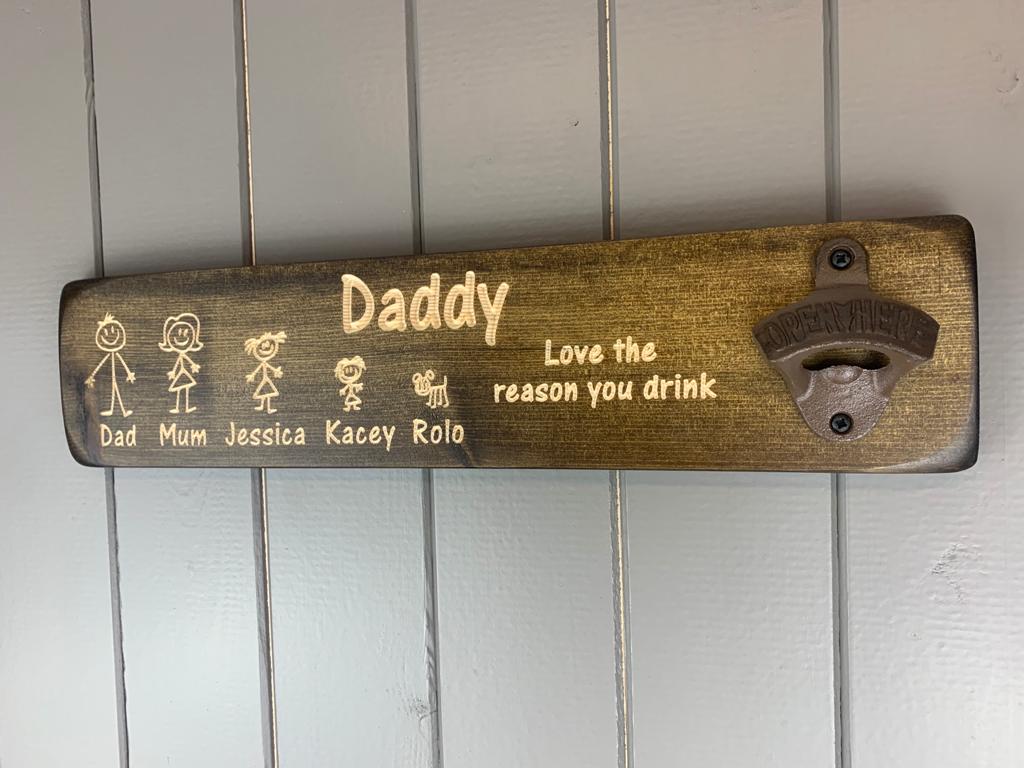 Daddy
Love the
reason you drink
Dad Mum Jessica Kacey Rolo
OPEN HERE